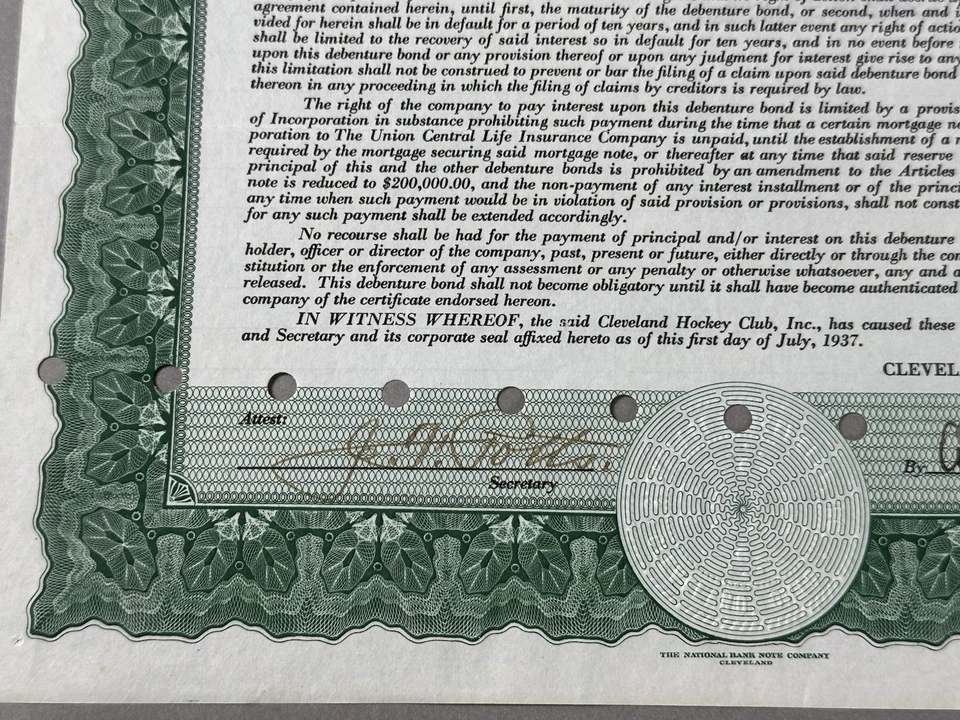 agreement contained herein, until first, the maturity of the debenture bond, or second, when and i
vided for herein shall be in default for a period of ten years, and in such latter event any right of actio
shall be limited to the recovery of said interest so in default for ten years, and in no event before
upon this debenture bond or any provision thereof or upon any judgment for interest give rise to any
this limitation shall not be construed to prevent or bar the filing of a claim upon said debenture bond
thereon in any proceeding in which the filing of claims by creditors is required by law.
The right of the company to pay interest upon this debenture bond is limited by a provis
of Incorporation in substance prohibiting such payment during the time that a certain mortgage no
poration to The Union Central Life Insurance Company is unpaid, until the establishment of a r
required by the mortgage securing said mortgage note, or thereafter at any time that said reserve
principal of this and the other debenture bonds is prohibited by an amendment to the Articles
note is reduced to $200,000.00, and the non-payment of any interest installment or of the princi
any time when such payment would be in violation of said provision or provisions, shall not const
for any such payment shall be extended accordingly.
No recourse shall be had for the payment of principal and/or interest on this debenture
holder, officer or director of the company, past, present or future, either directly or through the con
stitution or the enforcement of any assessment or any penalty or otherwise whatsoever, any and a
released. This debenture bond shall not become obligatory until it shall have become authenticated
company of the certificate endorsed hereon.
IN WITNESS WHEREOF, the said Cleveland Hockey Club, Inc., has caused these
and Secretary and its corporate seal affixed hereto as of this first day of July, 1937.
CLEVEL
Attest:
Potts.
By
Secretary
THE NATIONAL BANK NOTE COMPANY
CLEVELAND